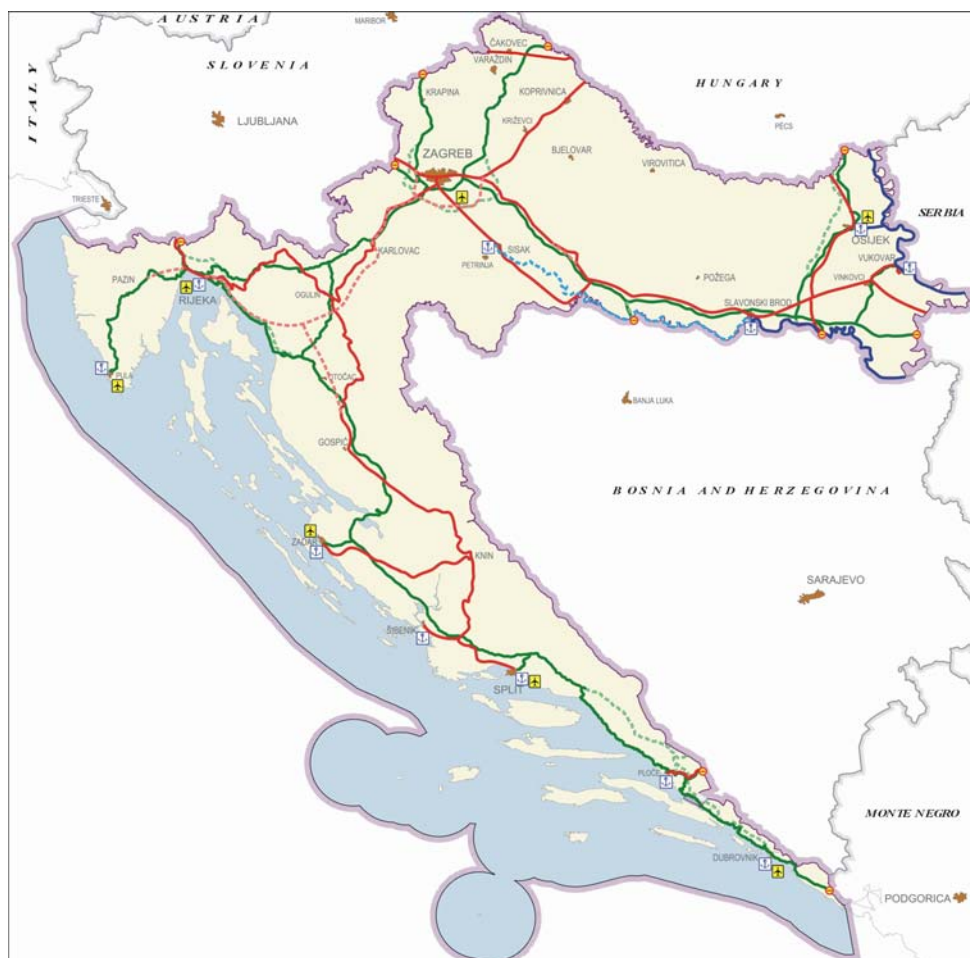 AUSTRIA
MARIBOR
ITALY
SLOVENIA
ČAKOVEC
VARAŽDIN
HUNGARY
KRAPINA
KOPRIVNICA
LJUBLJANA
KRIŽEVCI
PÉCS
ZAGREB
BJELOVAR
VIROVITICA
TRIESTE
SERBIA
OSIJEK
KARLOVAC
SISAK
PETRINJA
VUKOVAR
PAZIN
VINKOVCI
OGULIN
POŽEGA
RIJEKA
SLAVONSKI BROD
PULA
OTOČAC
BANJA LUKA
GOSPIĆ
BOSNIA AND HERZEGOVINA
ZADAR
KNIN
SARAJEVO
ŠIBENIK
SPLIT
PLOČE
MONTE NEGRO
DUBROVNIK
PODGORICA